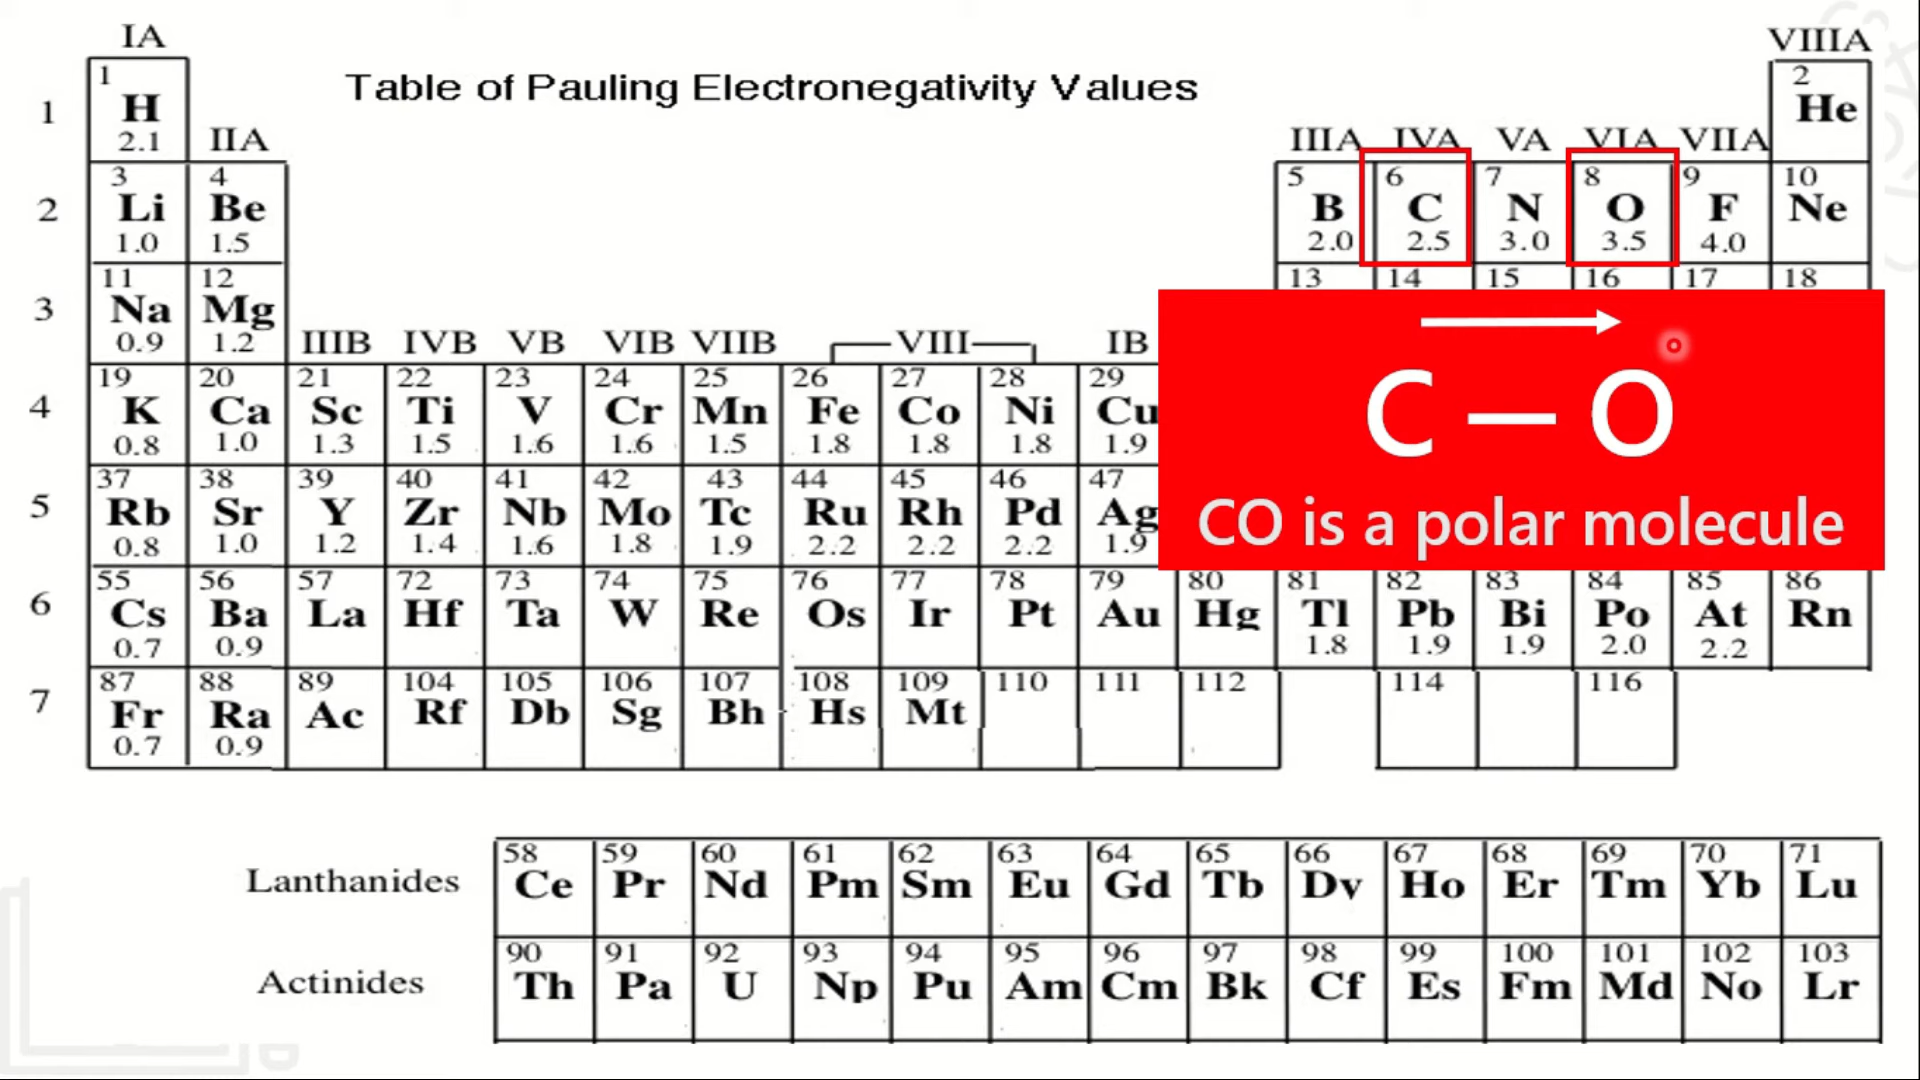 IA VIIIA
Table of Pauling Electronegativity Values
1 2
1 H He
2.1 IIA IIIA IVA VA VIA VIIA
3 4 5 6 7 8 9 10
2 Li Be B C N O F Ne
1.0 1.5 2.0 2.5 3.0 3.5 4.0
11 12 13 14 15 16 17 18
3 Na Mg
0.9 1.2 IIIB IVB VB VIB VIIB VIII IB
19 20 21 22 23 24 25 26 27 28 29
4 K Ca Sc Ti V Cr Mn Fe Co Ni Cu
0.8 1.0 1.3 1.5 1.6 1.6 1.5 1.8 1.8 1.8 1.9
C — O
37 38 39 40 41 42 43 44 45 46 47
5 Rb Sr Y Zr Nb Mo Tc Ru Rh Pd Ag
0.8 1.0 1.2 1.4 1.6 1.8 1.9 2.2 2.2 2.2 1.9
CO is a polar molecule
55 56 57 72 73 74 75 76 77 78 79 80 81 82 83 84 85 86
6 Cs Ba La Hf Ta W Re Os Ir Pt Au Hg Tl Pb Bi Po At Rn
0.7 0.9 1.8 1.9 1.9 2.0 2.2
87 88 89 104 105 106 107 108 109 110 111 112 114 116
7 Fr Ra Ac Rf Db Sg Bh Hs Mt
0.7 0.9
58 59 60 61 62 63 64 65 66 67 68 69 70 71
Lanthanides Ce Pr Nd Pm Sm Eu Gd Tb Dy Ho Er Tm Yb Lu
90 91 92 93 94 95 96 97 98 99 100 101 102 103
Actinides Th Pa U Np Pu Am Cm Bk Cf Es Fm Md No Lr